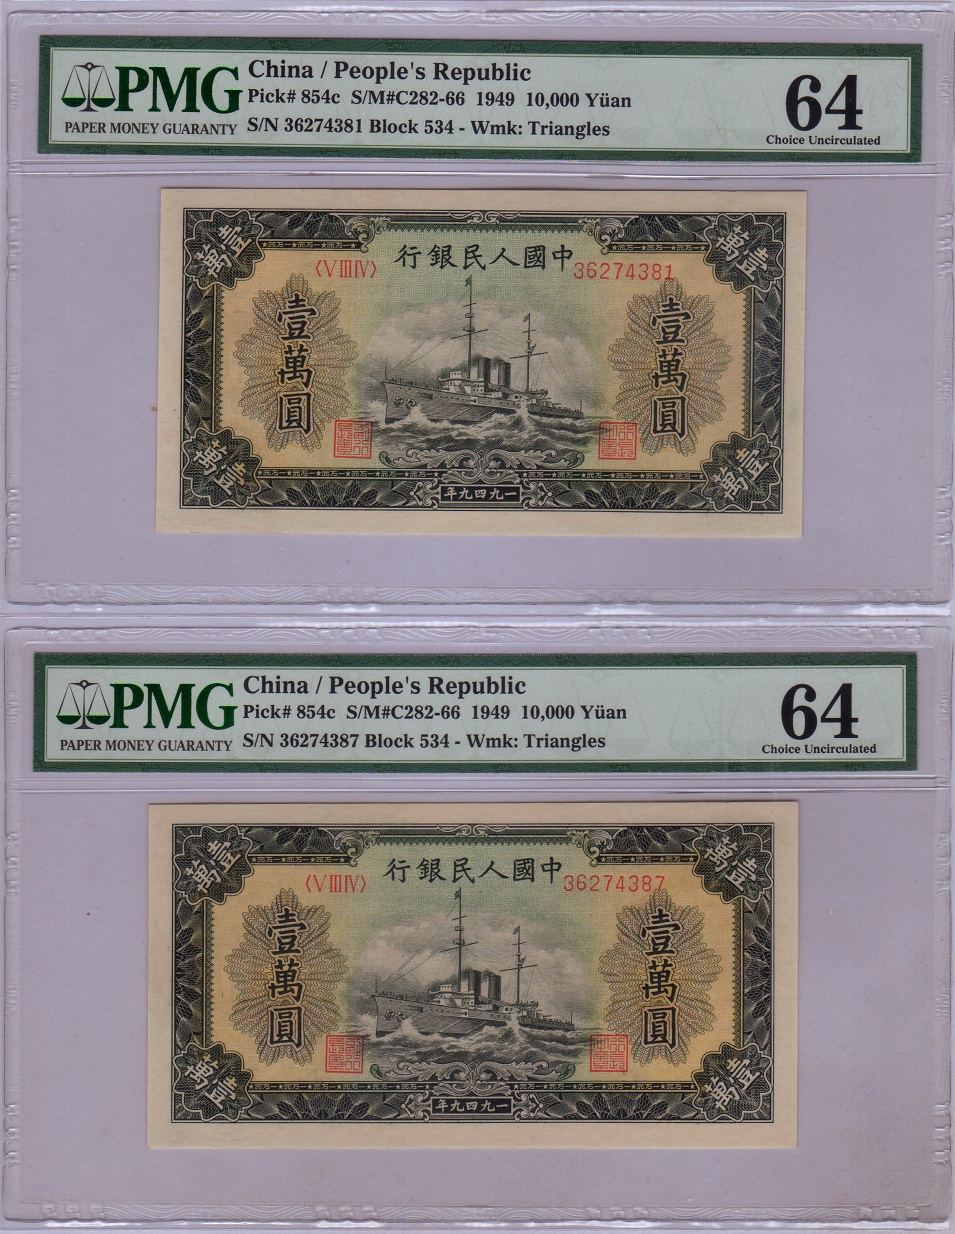 PMG
PAPER MONEY GUARANTY
China / People's Republic
Pick# 854c S/M#C282-66 1949 10,000 Yüan
S/N 36274381 Block 534 - Wmk: Triangles
64
Choice Uncirculated
壹萬
壹萬
行銀民人國中
〈VIIIIV〉
36274381
壹萬圓
壹萬圓
萬壹
萬壹
年九四九一
PMG
PAPER MONEY GUARANTY
China / People's Republic
Pick# 854c S/M#C282-66 1949 10,000 Yüan
S/N 36274387 Block 534 - Wmk: Triangles
64
Choice Uncirculated
壹萬
壹萬
行銀民人國中
〈VIIIIV〉
36274387
壹萬圓
壹萬圓
萬壹
萬壹
年九四九一